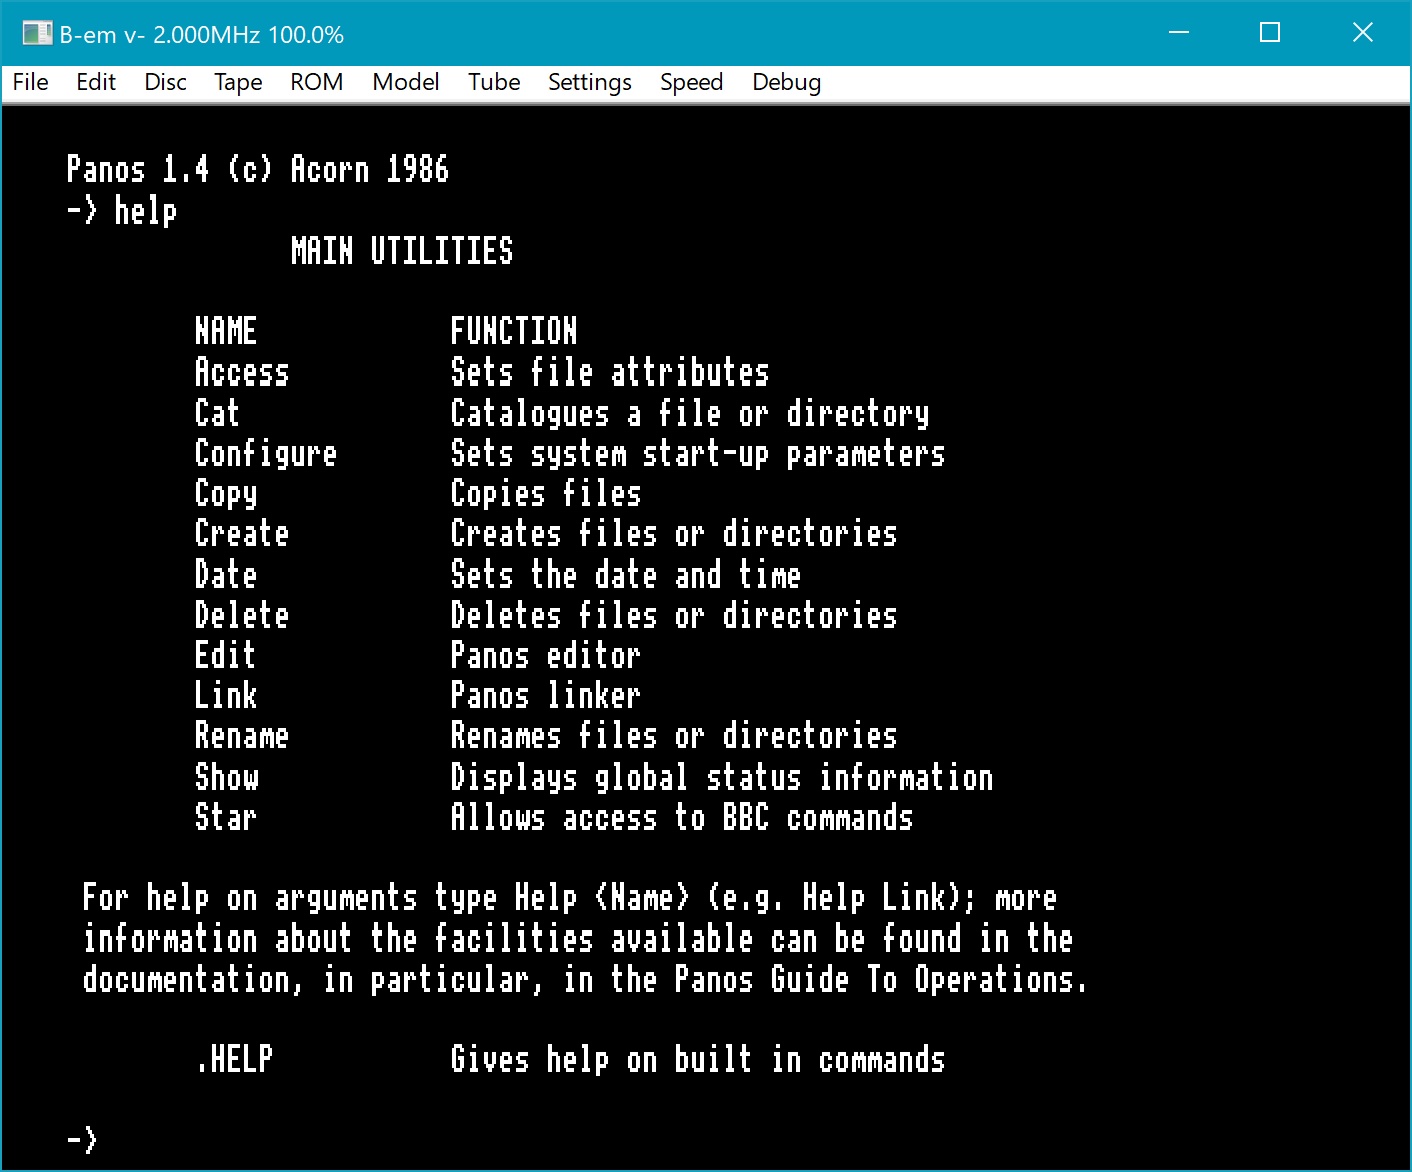 B-em v- 2.000MHz 100.0%
File Edit Disc Tape ROM Model Tube Settings Speed Debug
Panos 1.4 (c) Acorn 1986
-> help
MAIN UTILITIES
NAME FUNCTION
Access Sets file attributes
Cat Catalogues a file or directory
Configure Sets system start-up parameters
Copy Copies files
Create Creates files or directories
Date Sets the date and time
Delete Deletes files or directories
Edit Panos editor
Link Panos linker
Rename Renames files or directories
Show Displays global status information
Star Allows access to BBC commands
For help on arguments type Help <Name> (e.g. Help Link); more
information about the facilities available can be found in the
documentation, in particular, in the Panos Guide To Operations.
.HELP Gives help on built in commands
->